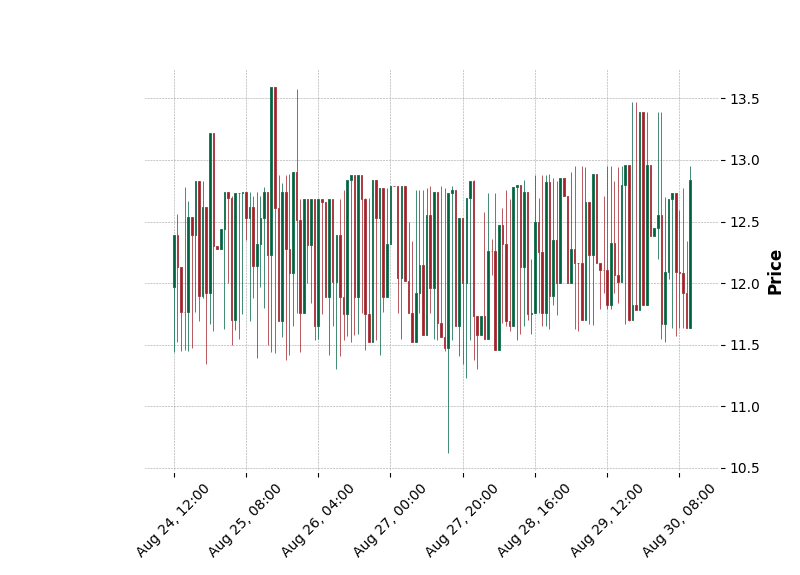 13.5
13.0
12.5
12.0
11.5
11.0
10.5
Price
Aug 24, 12:00
Aug 25, 08:00
Aug 26, 04:00
Aug 27, 00:00
Aug 27, 20:00
Aug 28, 16:00
Aug 29, 12:00
Aug 30, 08:00